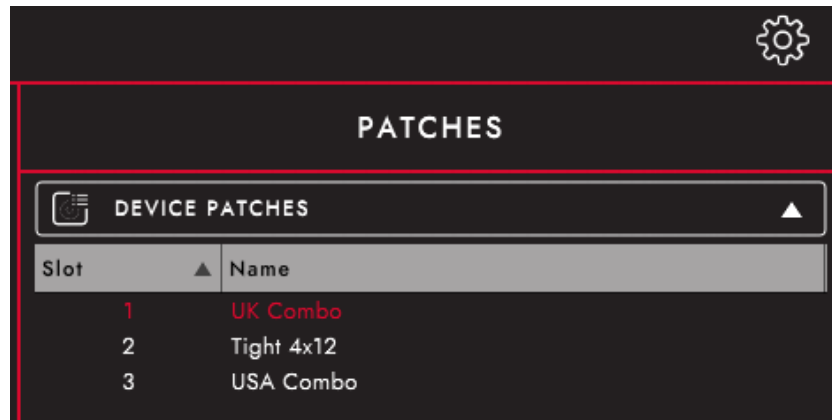 PATCHES
DEVICE PATCHES
Slot Name
1 UK Combo
2 Tight 4x12
3 USA Combo